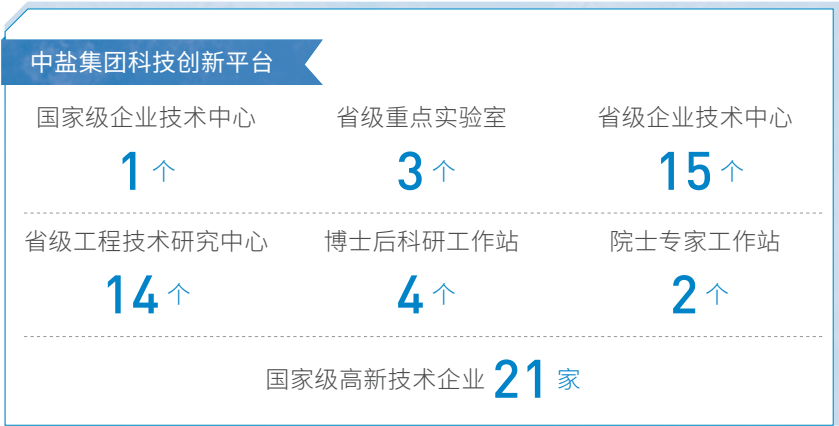 中盐集团科技创新平台
国家级企业技术中心 省级重点实验室 省级企业技术中心
1个 3个 15个
省级工程技术研究中心 博士后科研工作站 院士专家工作站
14个 4个 2个
国家级高新技术企业 21家